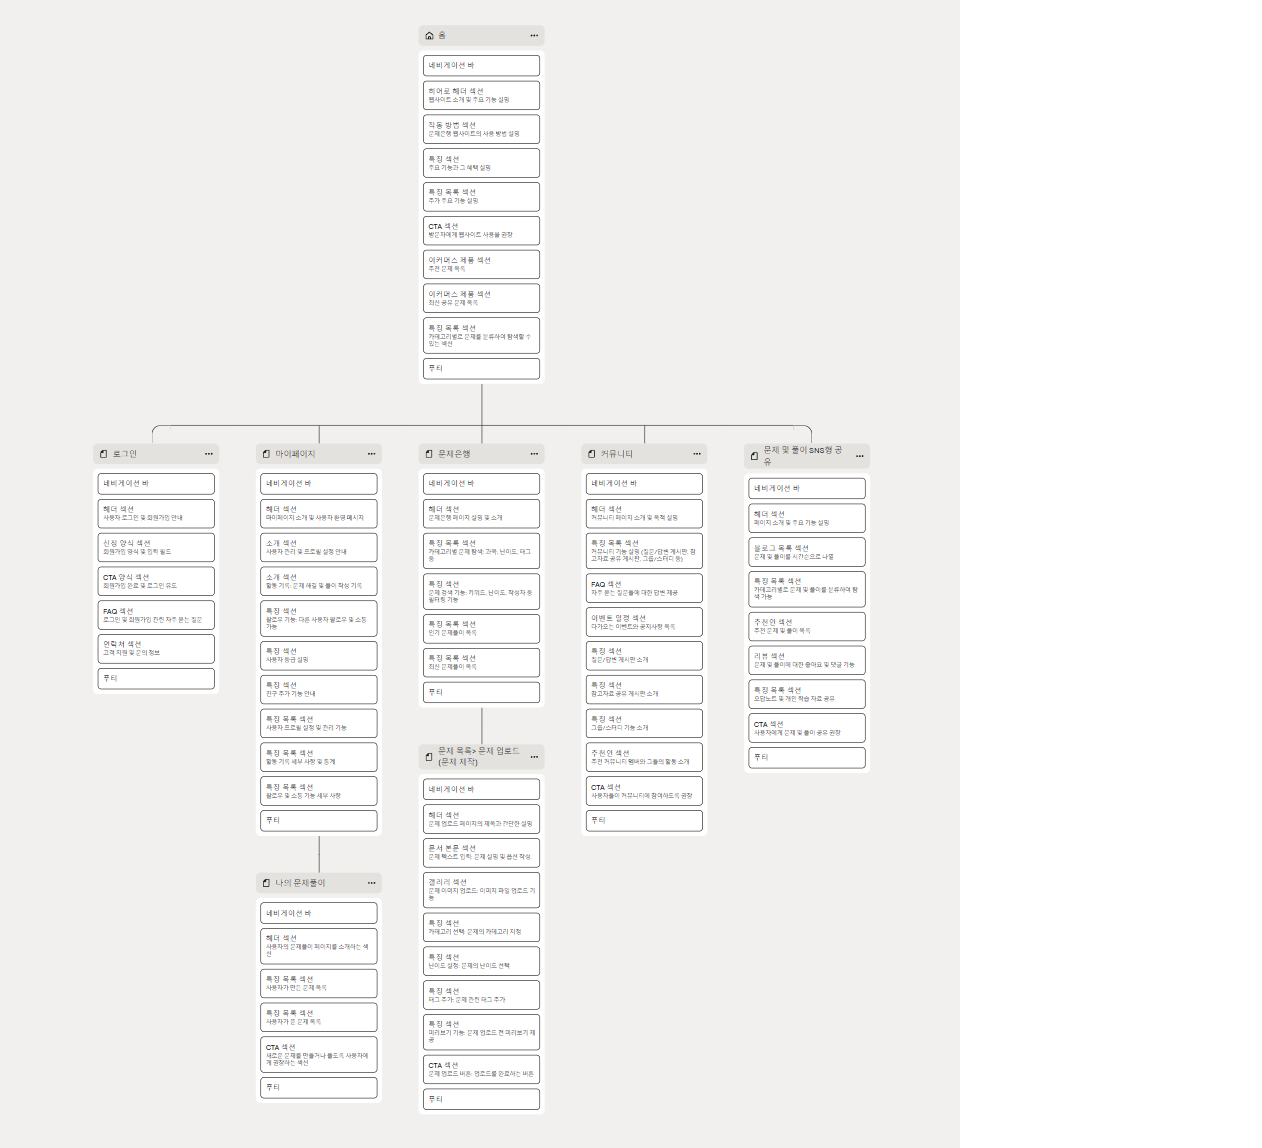 홈
네비게이션 바
히어로 헤더 섹션
웹사이트 소개 및 주요 기능 설명
작동 방법 섹션
문제은행 웹사이트의 사용 방법 설명
특징 섹션
주요 기능과 그 혜택 설명
특징 목록 섹션
추가 주요 기능 설명
CTA 섹션
방문자에게 웹사이트 사용을 권장
이커머스 제품 섹션
추천 문제 목록
이커머스 제품 섹션
최신 공유 문제 목록
특징 목록 섹션
카테고리별로 문제를 분류하여 탐색할 수
있는 섹션
푸터
로그인
네비게이션 바
헤더 섹션
사용자 로그인 및 회원가입 안내
신청 양식 섹션
회원가입 양식 및 입력 필드
CTA 양식 섹션
회원가입 완료 및 로그인 유도
FAQ 섹션
로그인 및 회원가입 관련 자주 묻는 질문
연락처 섹션
고객 지원 및 문의 정보
푸터
마이페이지
네비게이션 바
헤더 섹션
마이페이지 소개 및 사용자 환영 메시지
소개 섹션
사용자 관리 및 프로필 설정 안내
소개 섹션
활동 기록: 문제 해결 및 풀이 작성 기록
특징 섹션
팔로우 기능: 다른 사용자 팔로우 및 소통
가능
특징 섹션
사용자 등급 설명
특징 섹션
친구 추가 기능 안내
특징 목록 섹션
사용자 프로필 설정 및 관리 기능
특징 목록 섹션
활동 기록 세부 사항 및 통계
특징 목록 섹션
팔로우 및 소통 기능 세부 사항
푸터
나의 문제풀이
네비게이션 바
헤더 섹션
사용자의 문제풀이 페이지를 소개하는 섹
션
특징 목록 섹션
사용자가 만든 문제 목록
특징 목록 섹션
사용자가 푼 문제 목록
CTA 섹션
새로운 문제를 만들거나 풀도록 사용자에
게 권장하는 섹션
푸터
문제은행
네비게이션 바
헤더 섹션
문제은행 페이지 설명 및 소개
특징 목록 섹션
카테고리별 문제 탐색: 과목, 난이도, 태그
등
특징 섹션
문제 검색 기능: 키워드, 난이도, 작성자 등
필터링 기능
특징 목록 섹션
인기 문제풀이 목록
특징 목록 섹션
최신 문제풀이 목록
푸터
문제 목록> 문제 업로드
(문제 제작)
네비게이션 바
헤더 섹션
문제 업로드 페이지의 제목과 간단한 설명
문서 본문 섹션
문제 텍스트 입력: 문제 설명 및 옵션 작성.
갤러리 섹션
문제 이미지 업로드: 이미지 파일 업로드 기
능
특징 섹션
카테고리 선택: 문제의 카테고리 지정
특징 섹션
난이도 설정: 문제의 난이도 선택
특징 섹션
태그 추가: 문제 관련 태그 추가
특징 섹션
미리보기 기능: 문제 업로드 전 미리보기 제
공
CTA 섹션
문제 업로드 버튼: 업로드를 완료하는 버튼
푸터
커뮤니티
네비게이션 바
헤더 섹션
커뮤니티 페이지 소개 및 목적 설명
특징 목록 섹션
커뮤니티 기능 설명 (질문/답변 게시판, 참
고자료 공유 게시판, 그룹/스터디 등)
FAQ 섹션
자주 묻는 질문들에 대한 답변 제공
이벤트 일정 섹션
다가오는 이벤트와 공지사항 목록
특징 섹션
질문/답변 게시판 소개
특징 섹션
참고자료 공유 게시판 소개
특징 섹션
그룹/스터디 기능 소개
추천인 섹션
추천 커뮤니티 멤버와 그들의 활동 소개
CTA 섹션
사용자들이 커뮤니티에 참여하도록 권장
푸터
문제 및 풀이 SNS형 공
유
네비게이션 바
헤더 섹션
페이지 소개 및 주요 기능 설명
블로그 목록 섹션
문제 및 풀이를 시간순으로 나열
특징 목록 섹션
카테고리별로 문제 및 풀이를 분류하여 탐
색 가능
추천인 섹션
추천 문제 및 풀이 목록
리뷰 섹션
문제 및 풀이에 대한 좋아요 및 댓글 기능
특징 목록 섹션
오답노트 및 개인 학습 자료 공유
CTA 섹션
사용자에게 문제 및 풀이 공유 권장
푸터